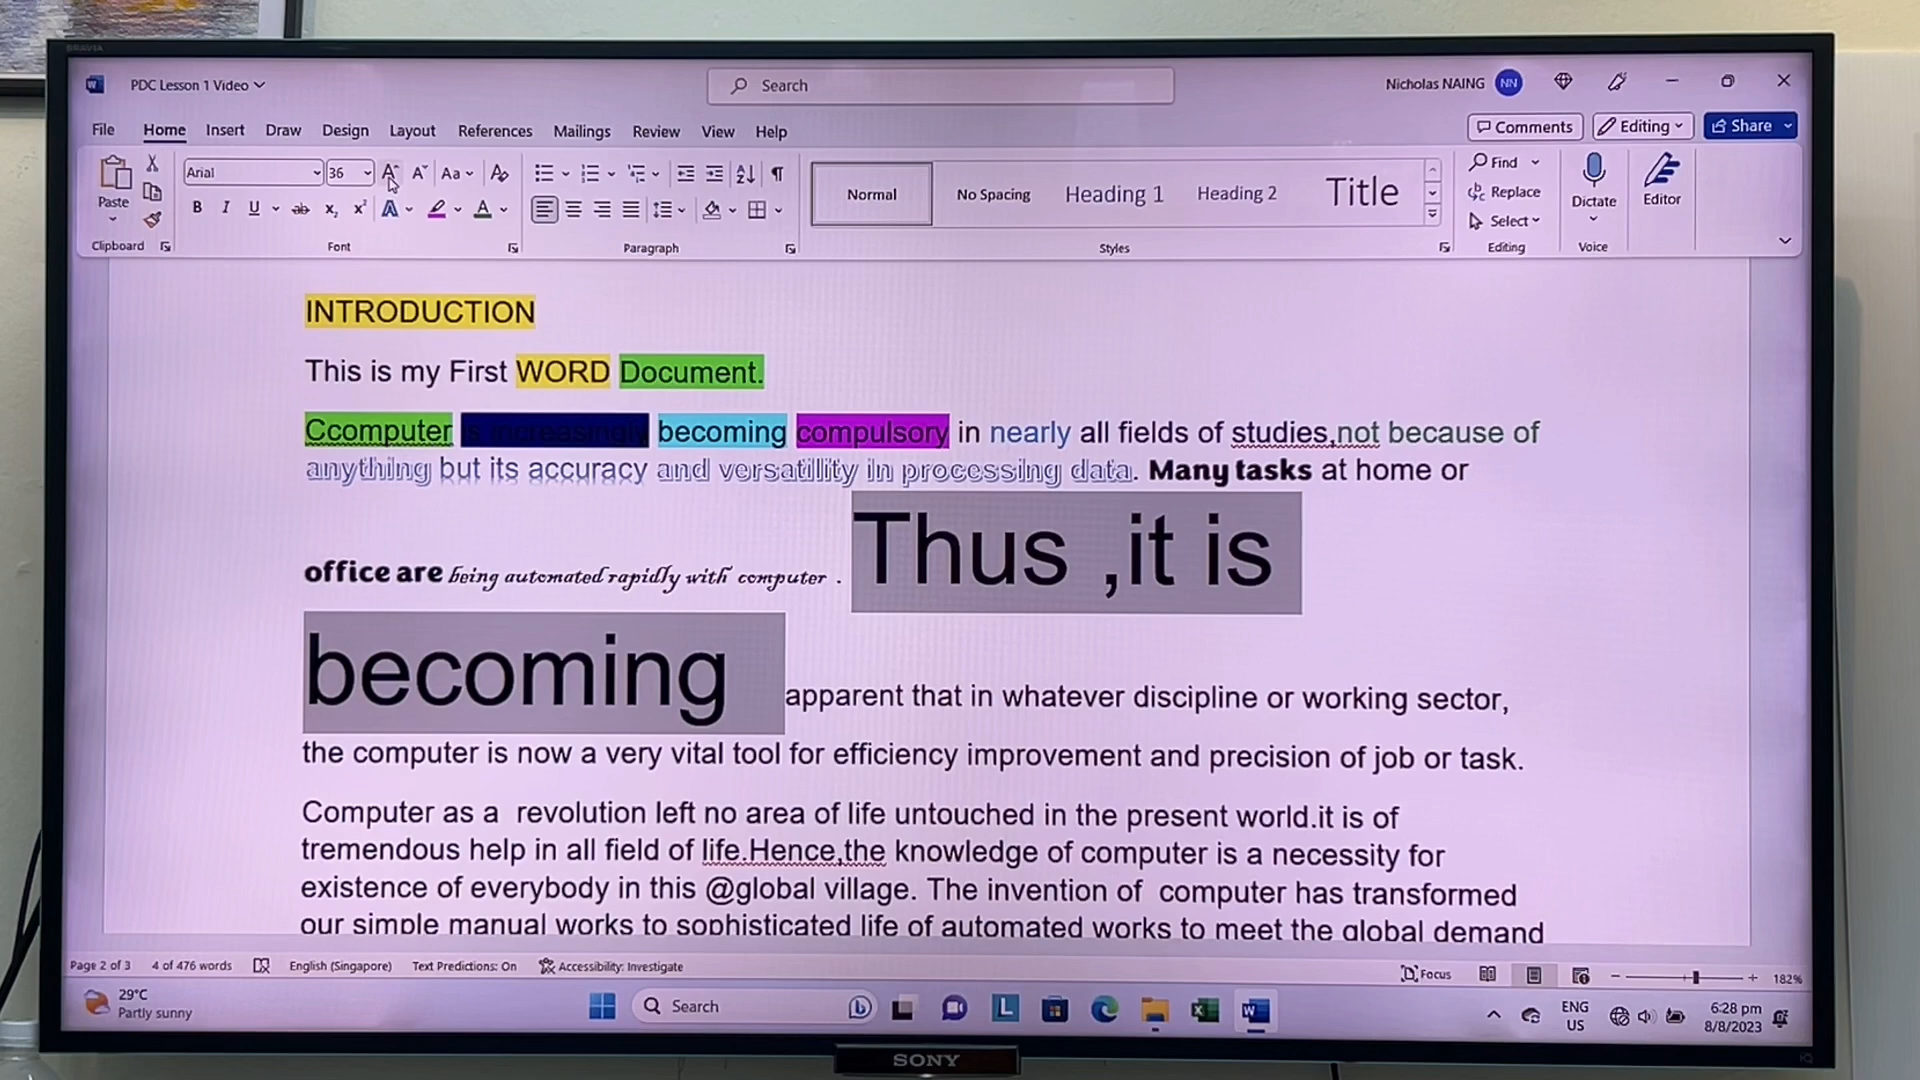 BRAVIA
PDC Lesson 1 Video
Search
Nicholas NAING NN
File Home Insert Draw Design Layout References Mailings Review View Help
Comments Editing Share
Paste
Arial 36 Aa
B I U ab x₂ x² A A
Normal No Spacing Heading 1 Heading 2 Title
Find
Replace
Select
Dictate
Editor
Clipboard Font Paragraph Styles Editing Voice
INTRODUCTION
This is my First WORD Document.
Ccomputer is increasingly becoming compulsory in nearly all fields of studies,not because of
anything but its accuracy and versatillity in processing data. Many tasks at home or
office are being automated rapidly with computer . Thus ,it is
becoming apparent that in whatever discipline or working sector,
the computer is now a very vital tool for efficiency improvement and precision of job or task.
Computer as a revolution left no area of life untouched in the present world.it is of
tremendous help in all field of life.Hence,the knowledge of computer is a necessity for
existence of everybody in this @global village. The invention of computer has transformed
our simple manual works to sophisticated life of automated works to meet the global demand
Page 2 of 3 4 of 476 words English (Singapore) Text Predictions: On Accessibility: Investigate Focus 182%
29°C
Partly sunny
Search
ENG
US
6:28 pm
8/8/2023
SONY